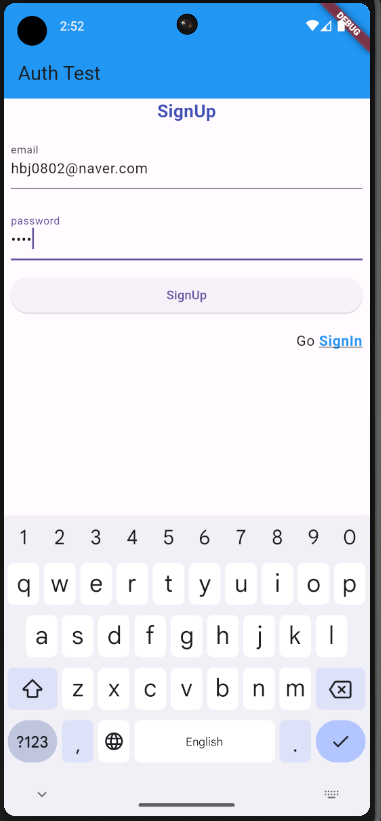 2:52
DEBUG
Auth Test
SignUp
email
hbj0802@naver.com
password
••••
SignUp
Go SignIn
1 2 3 4 5 6 7 8 9 0
q w e r t y u i o p
a s d f g h j k l
z x c v b n m
?123 , English .